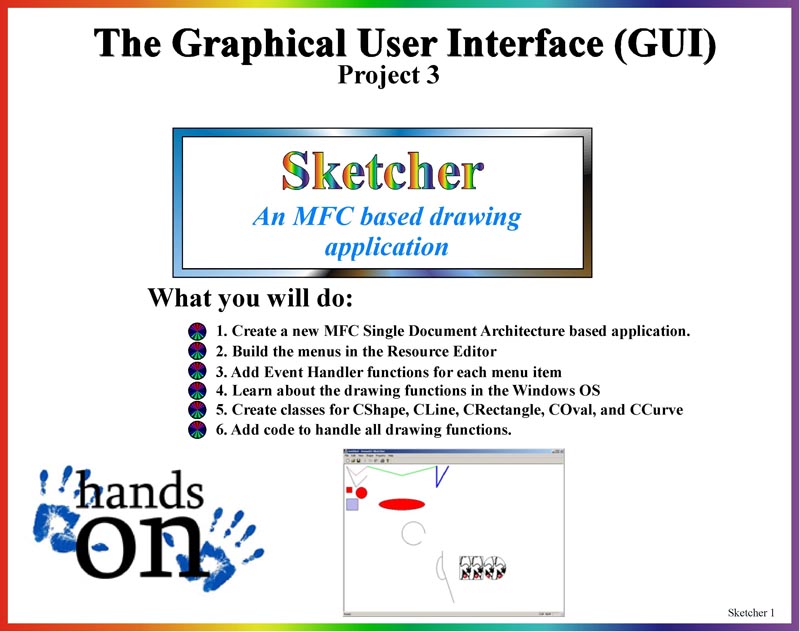 The Graphical User Interface (GUI)
Project 3
Sketcher
An MFC based drawing
application
What you will do:
1. Create a new MFC Single Document Architecture based application.
2. Build the menus in the Resource Editor
3. Add Event Handler functions for each menu item
4. Learn about the drawing functions in the Windows OS
5. Create classes for CShape, CLine, CRectangle, COval, and CCurve
6. Add code to handle all drawing functions.
hands
on
Sketcher 1